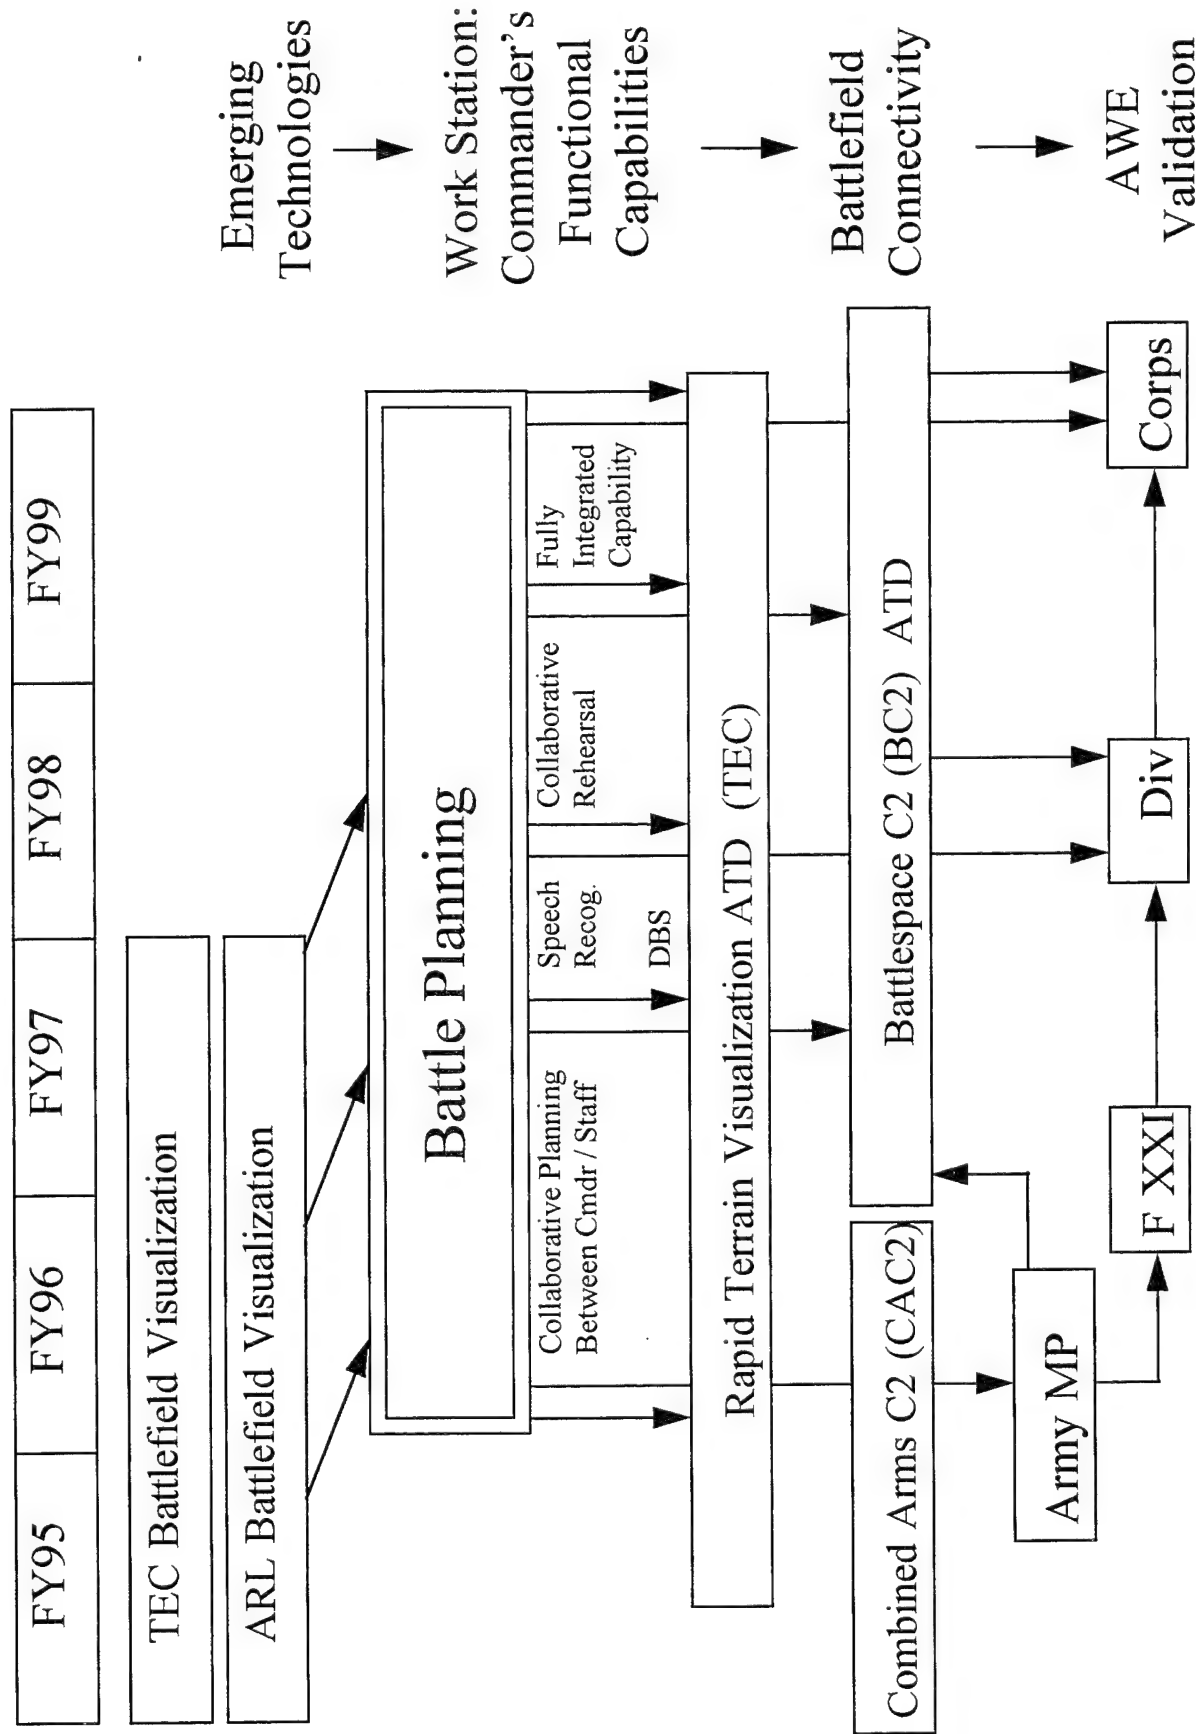 FY95
FY96
FY97
FY98
FY99
TEC Battlefield Visualization
ARL Battlefield Visualization
Emerging
Technologies
Battle Planning
Work Station:
Commander's
Functional
Capabilities
Collaborative Planning
Between Cmdr / Staff
Speech
Recog.
DBS
Collaborative
Rehearsal
Fully
Integrated
Capability
Rapid Terrain Visualization ATD (TEC)
Combined Arms C2 (CAC2)
Battlespace C2 (BC2) ATD
Battlefield
Connectivity
Army MP
F XXI
Div
Corps
AWE
Validation